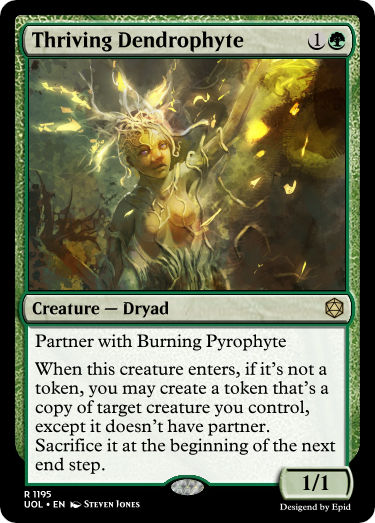 Thriving Dendrophyte 1
Creature — Dryad
Partner with Burning Pyrophyte
When this creature enters, if it's not a
token, you may create a token that's a
copy of target creature you control,
except it doesn't have partner.
Sacrifice it at the beginning of the next
end step.
1/1
R 1195
UOL • EN Steven Jones
Desigend by Epid